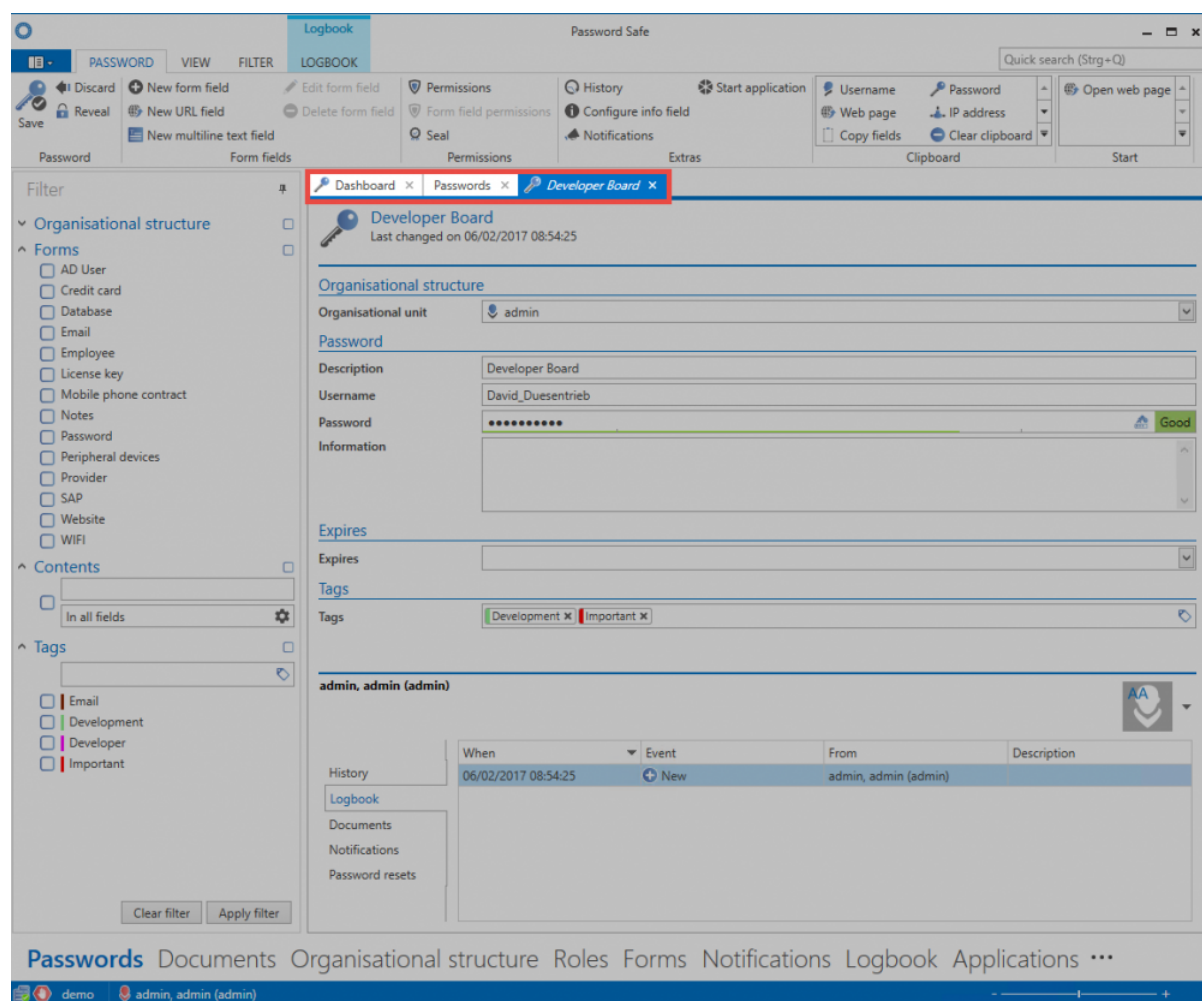 Logbook
Password Safe
PASSWORD VIEW FILTER LOGBOOK
Quick search (Strg+Q)
Save
Discard
Reveal
Password
New form field
New URL field
New multiline text field
Edit form field
Delete form field
Form fields
Permissions
Form field permissions
Seal
Permissions
History
Configure info field
Notifications
Start application
Extras
Username
Web page
Copy fields
Password
IP address
Clear clipboard
Clipboard
Open web page
Start
Filter
Organisational structure
Forms
AD User
Credit card
Database
Email
Employee
License key
Mobile phone contract
Notes
Password
Peripheral devices
Provider
SAP
Website
WIFI
Contents
In all fields
Tags
Email
Development
Developer
Important
Clear filter Apply filter
Dashboard Passwords Developer Board
Developer Board
Last changed on 06/02/2017 08:54:25
Organisational structure
Organisational unit admin
Password
Description Developer Board
Username David_Duesentrieb
Password •••••••••• Good
Information
Expires
Expires
Tags
Tags Development Important
admin, admin (admin)
AA
History
Logbook
Documents
Notifications
Password resets
When Event From Description
06/02/2017 08:54:25 New admin, admin (admin)
Passwords Documents Organisational structure Roles Forms Notifications Logbook Applications •••
demo admin, admin (admin)